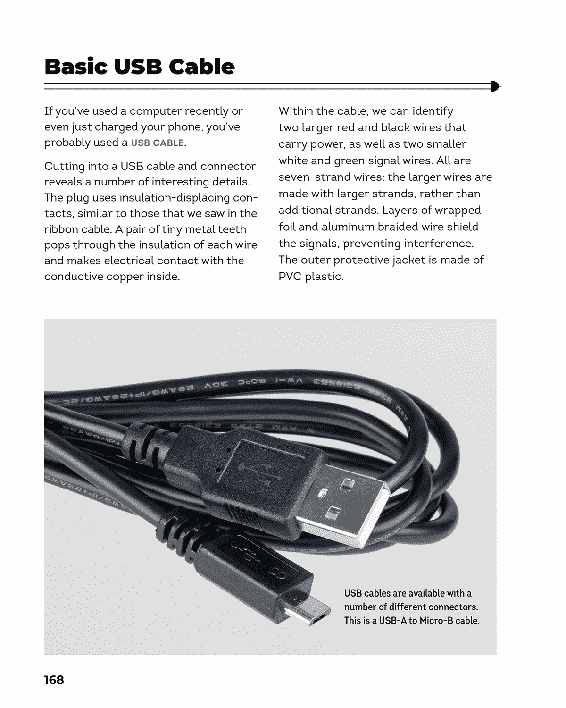 Basic USB Cable
If you've used a computer recently or
even just charged your phone, you've
probably used a USB CABLE.
Cutting into a USB cable and connector
reveals a number of interesting details.
The plug uses insulation-displacing con-
tacts, similar to those that we saw in the
ribbon cable. A pair of tiny metal teeth
pops through the insulation of each wire
and makes electrical contact with the
conductive copper inside.
Within the cable, we can identify
two larger red and black wires that
carry power, as well as two smaller
white and green signal wires. All are
seven-strand wires; the larger wires are
made with larger strands, rather than
additional strands. Layers of wrapped
foil and aluminum braided wire shield
the signals, preventing interference.
The outer protective jacket is made of
PVC plastic.
USB cables are available with a
number of different connectors.
This is a USB-A to Micro-B cable.
168